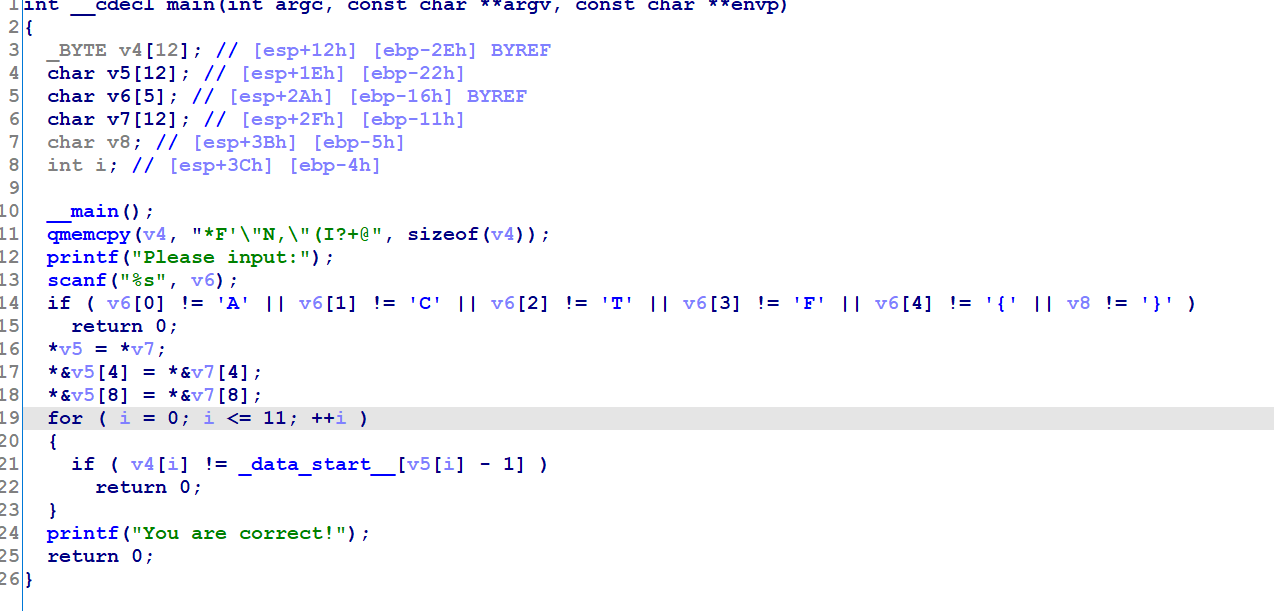 1 int __cdecl main(int argc, const char **argv, const char **envp)
2 {
3   _BYTE v4[12]; // [esp+12h] [ebp-2Eh] BYREF
4   char v5[12]; // [esp+1Eh] [ebp-22h]
5   char v6[5]; // [esp+2Ah] [ebp-16h] BYREF
6   char v7[12]; // [esp+2Fh] [ebp-11h]
7   char v8; // [esp+3Bh] [ebp-5h]
8   int i; // [esp+3Ch] [ebp-4h]
9
10   __main();
11   qmemcpy(v4, "*F'\"N,\"(I?+@", sizeof(v4));
12   printf("Please input:");
13   scanf("%s", v6);
14   if ( v6[0] != 'A' || v6[1] != 'C' || v6[2] != 'T' || v6[3] != 'F' || v6[4] != '{' || v8 != '}' )
15     return 0;
16   *v5 = *v7;
17   *&v5[4] = *&v7[4];
18   *&v5[8] = *&v7[8];
19   for ( i = 0; i <= 11; ++i )
20   {
21     if ( v4[i] != _data_start__[v5[i] - 1] )
22       return 0;
23   }
24   printf("You are correct!");
25   return 0;
26 }